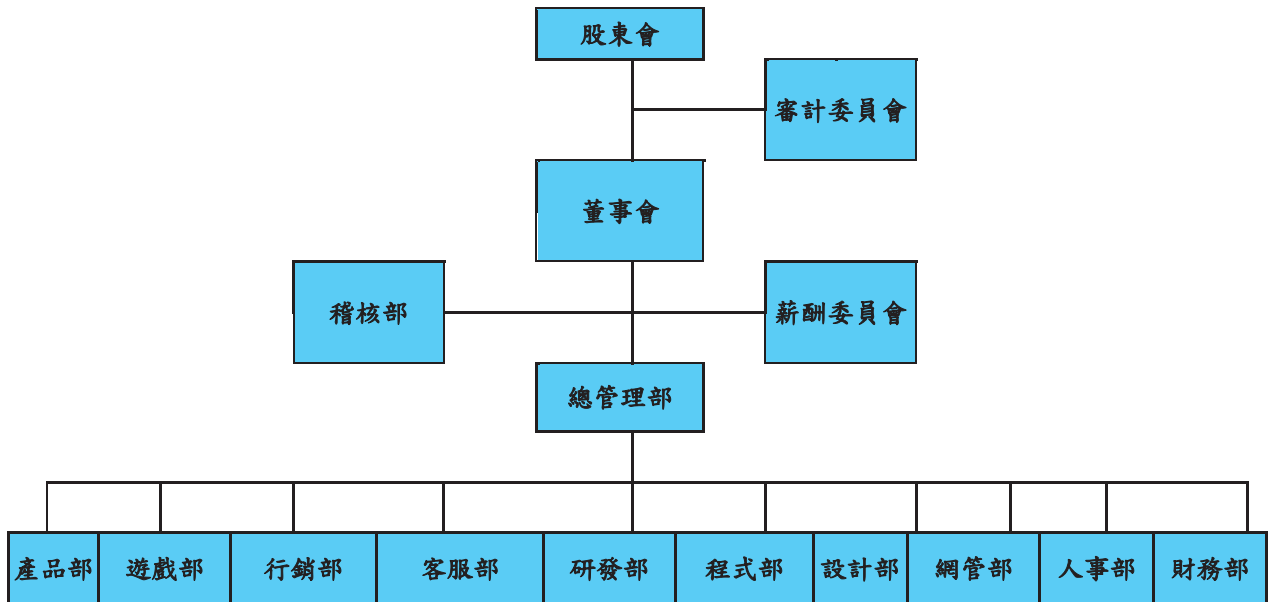 股東會
審計委員會
董事會
稽核部
薪酬委員會
總管理部
產品部
遊戲部
行銷部
客服部
研發部
程式部
設計部
網管部
人事部
財務部